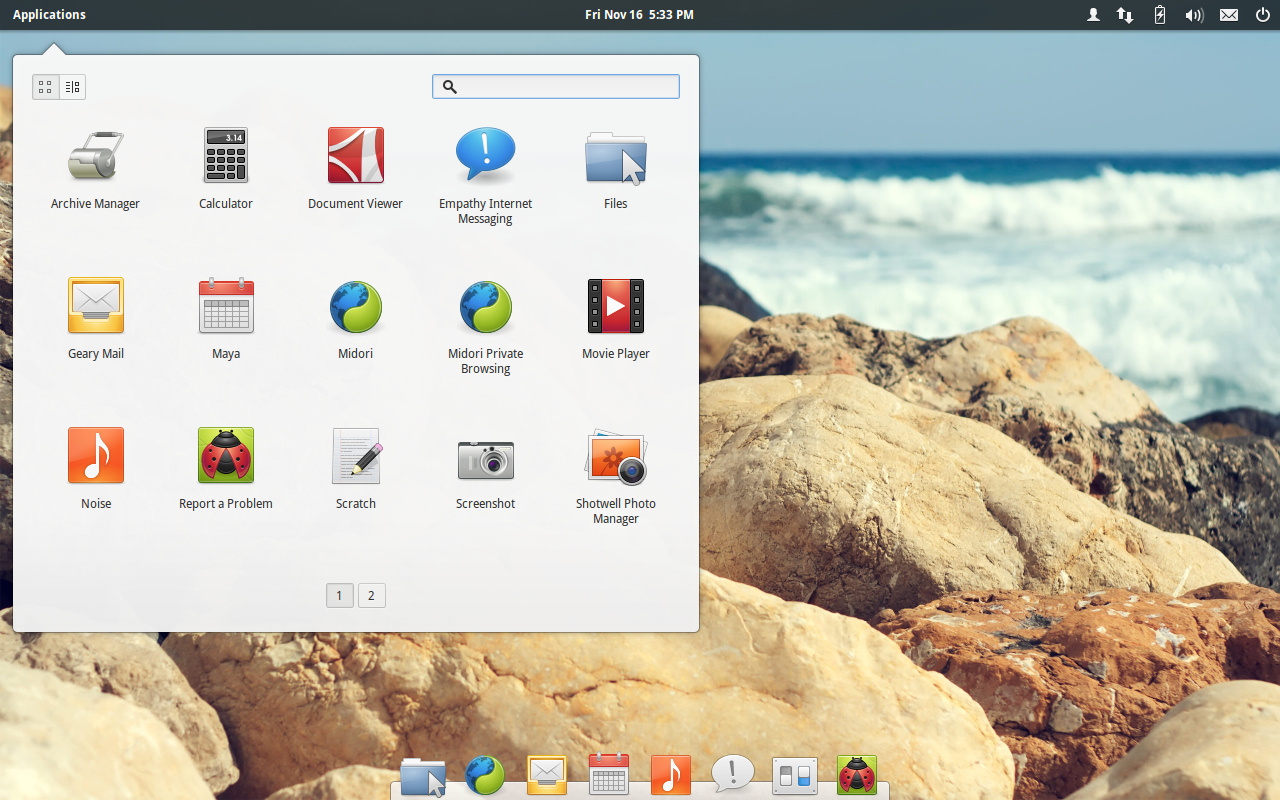 Applications
Fri Nov 16 5:33 PM
3.14
Archive Manager
Calculator
Document Viewer
Empathy Internet
Messaging
Files
Geary Mail
Maya
Midori
Midori Private
Browsing
Movie Player
Noise
Report a Problem
Scratch
Screenshot
Shotwell Photo
Manager
1
2